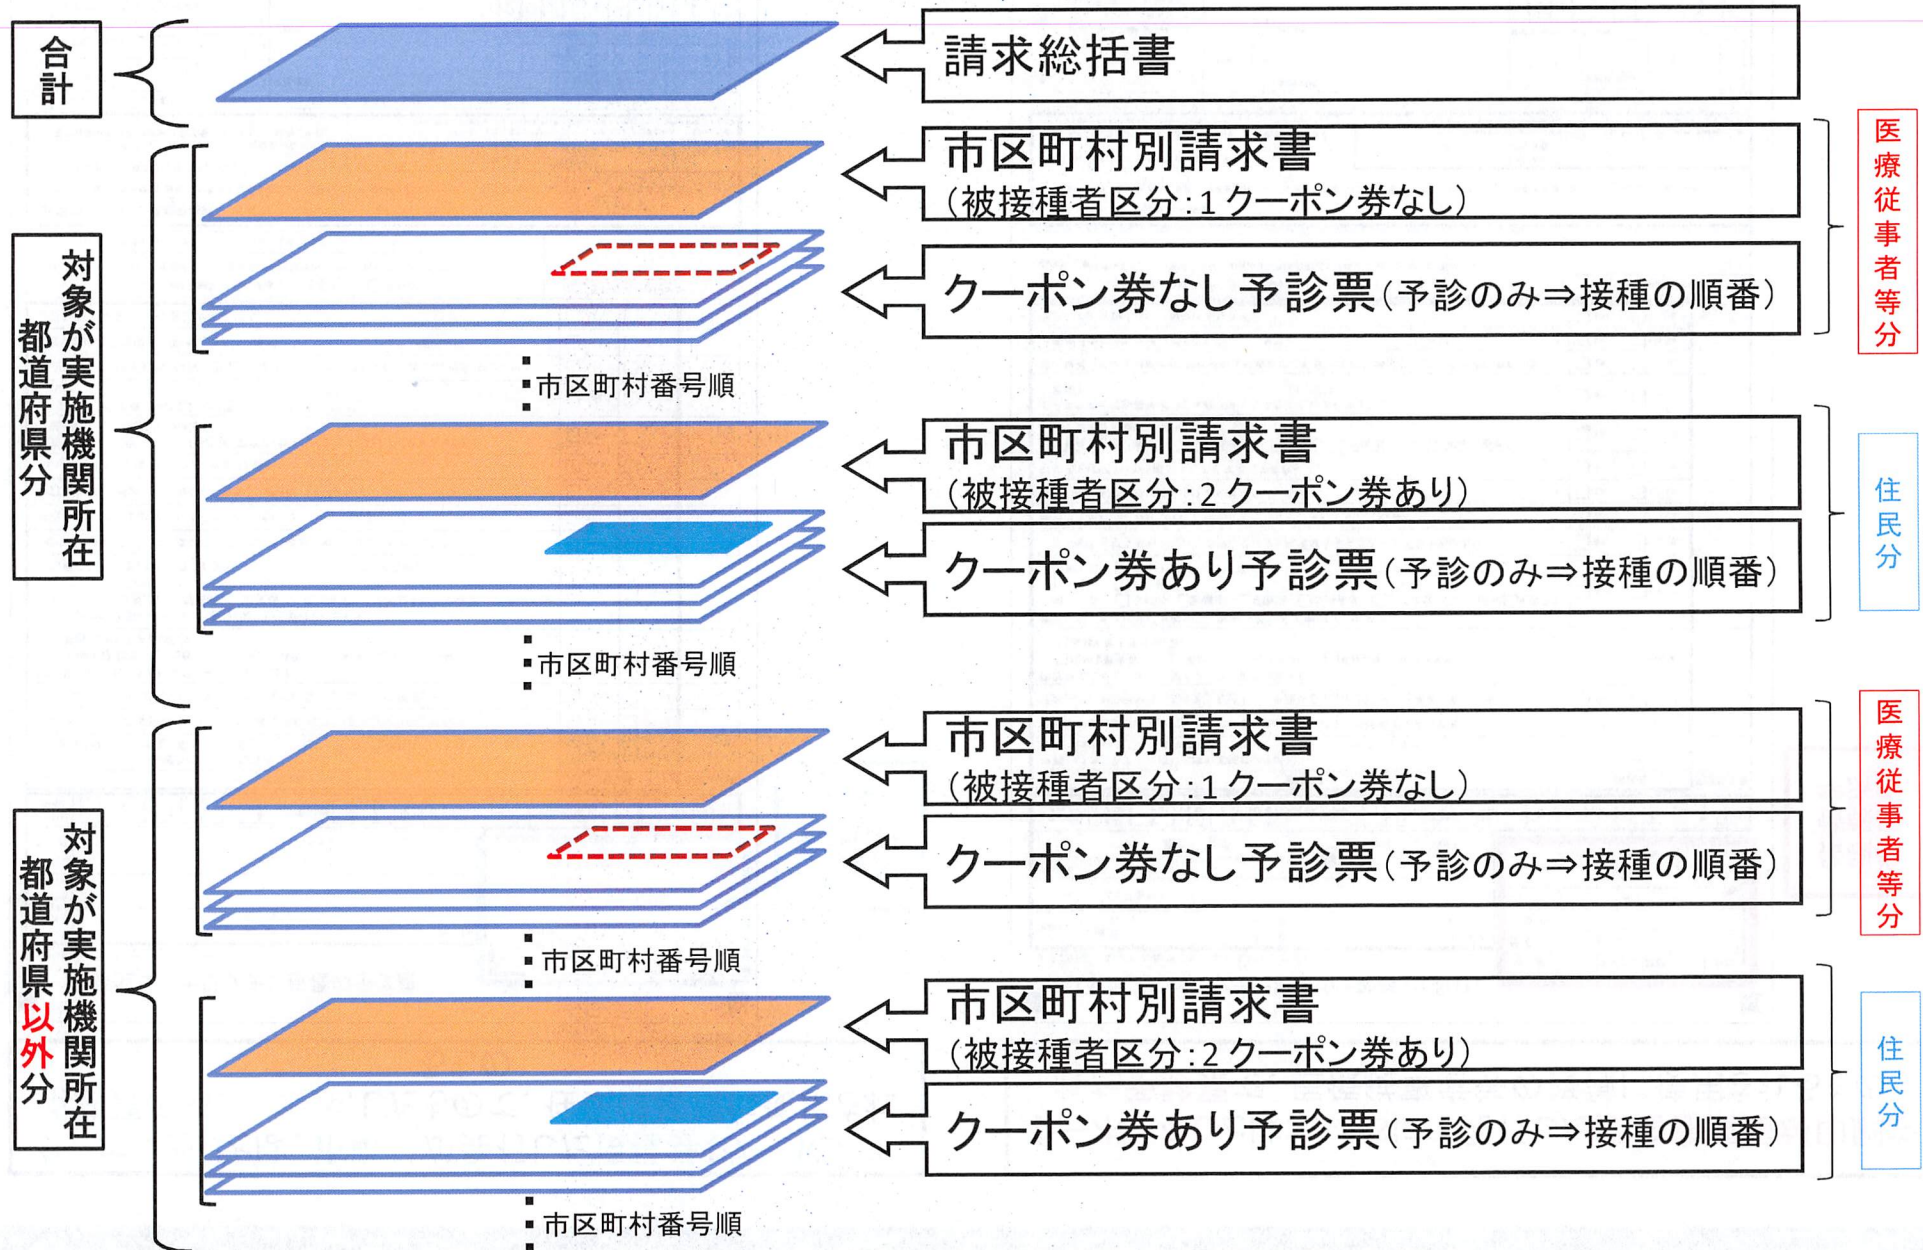 合計
請求総括書
対象が実施機関所在
都道府県分
市区町村別請求書
(被接種者区分:1 クーポン券なし)
クーポン券なし予診票(予診のみ⇒接種の順番)
医療従事者等分
市区町村番号順
市区町村別請求書
(被接種者区分:2 クーポン券あり)
クーポン券あり予診票(予診のみ⇒接種の順番)
住民分
市区町村番号順
対象が実施機関所在
都道府県以外分
市区町村別請求書
(被接種者区分:1 クーポン券なし)
クーポン券なし予診票(予診のみ⇒接種の順番)
医療従事者等分
市区町村番号順
市区町村別請求書
(被接種者区分:2 クーポン券あり)
クーポン券あり予診票(予診のみ⇒接種の順番)
住民分
市区町村番号順